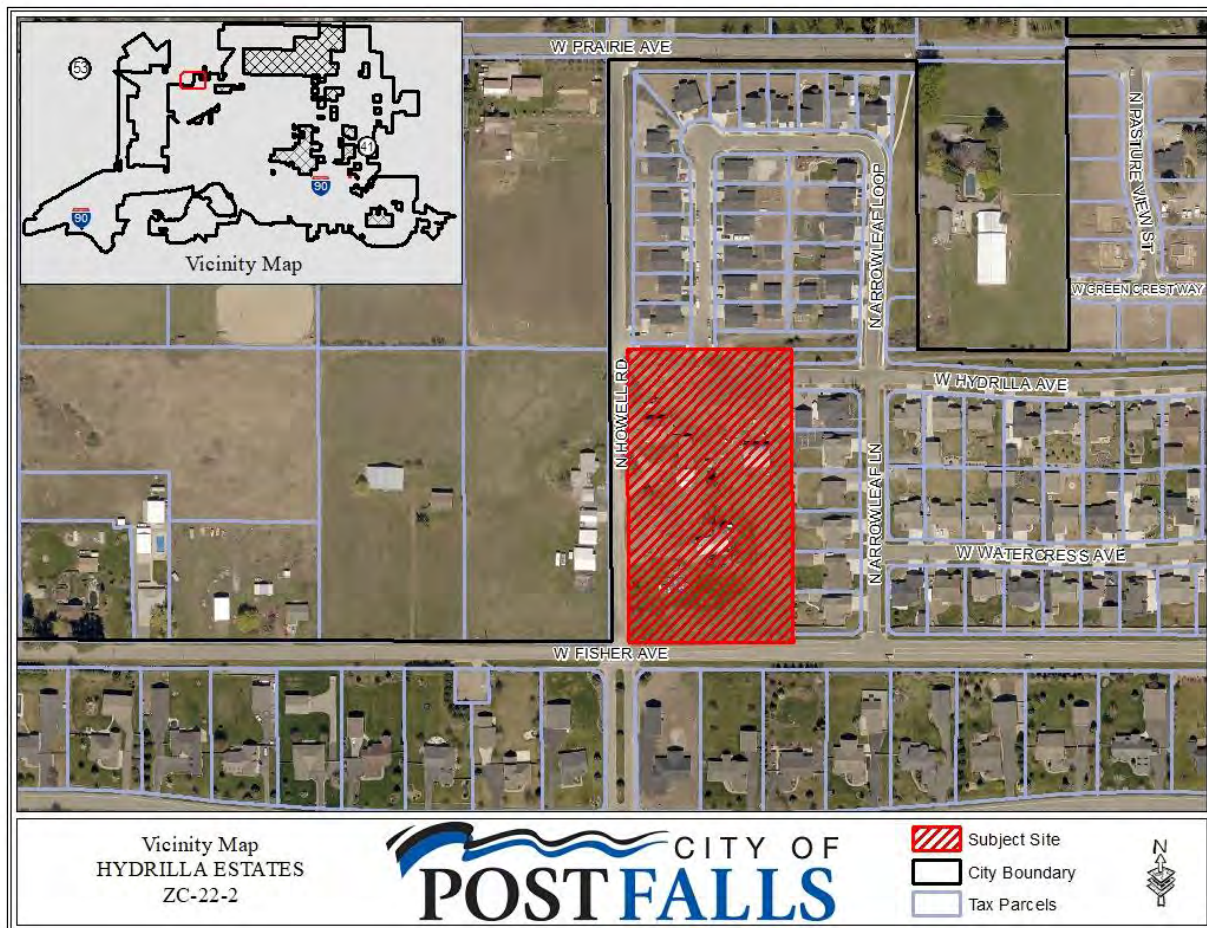 W PRAIRIE AVE
53
41
90
90
Vicinity Map
N PASTURE VIEW ST
N ARROWLEAF LOOP
W GREEN CREST WAY
N HOWELL RD
W HYDRILLA AVE
N ARROWLEAF LN
W WATERCRESS AVE
W FISHER AVE
Vicinity Map
HYDRILLA ESTATES
ZC-22-2
CITY OF
POST FALLS
Subject Site
City Boundary
Tax Parcels
N